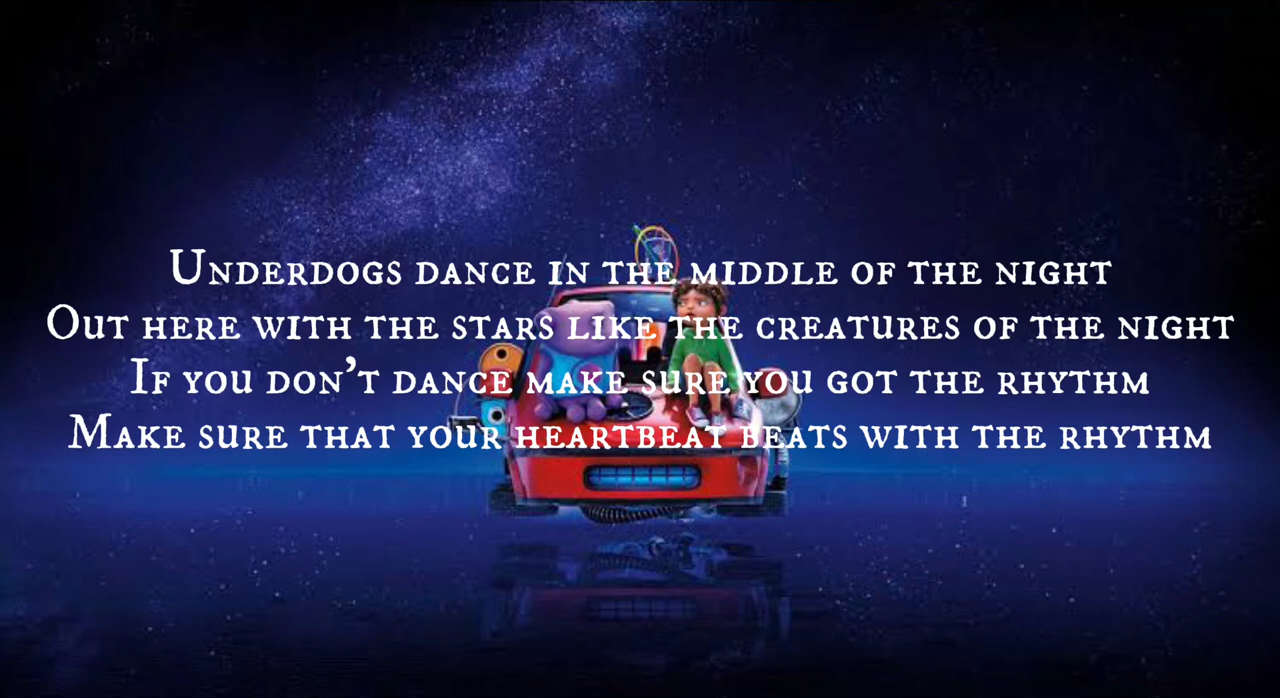 Underdogs dance in the middle of the night
Out here with the stars like the creatures of the night
If you don't dance make sure you got the rhythm
Make sure that your heartbeat beats with the rhythm